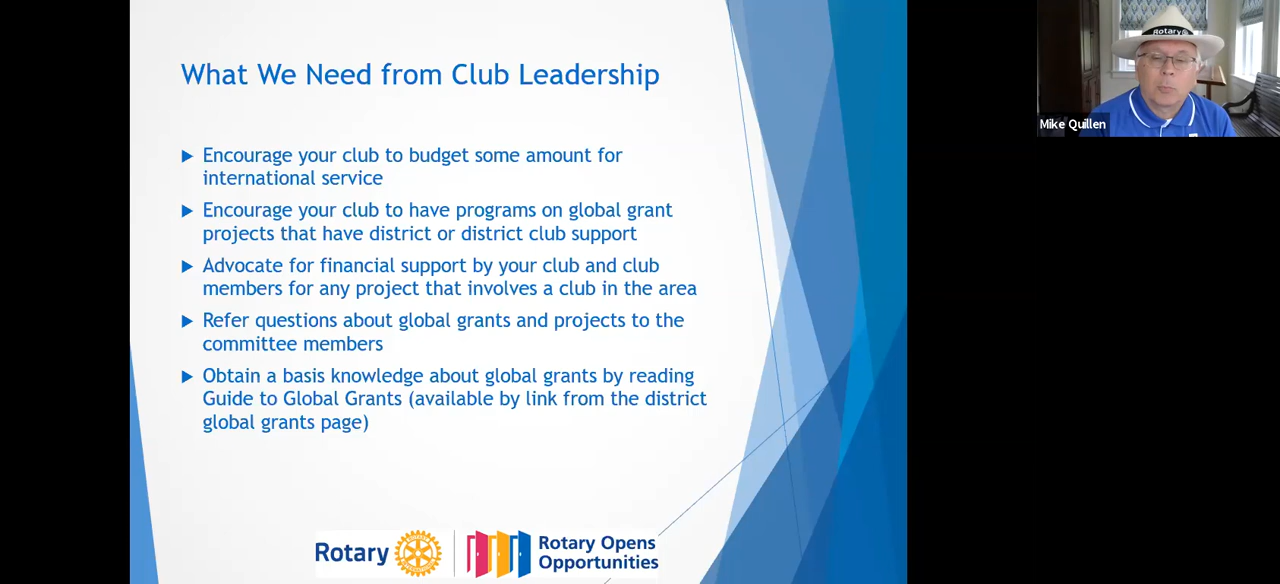 What We Need from Club Leadership
Encourage your club to budget some amount for
international service
Encourage your club to have programs on global grant
projects that have district or district club support
Advocate for financial support by your club and club
members for any project that involves a club in the area
Refer questions about global grants and projects to the
committee members
Obtain a basis knowledge about global grants by reading
Guide to Global Grants (available by link from the district
global grants page)
Rotary
Rotary Opens
Opportunities
Rotary
Mike Quillen